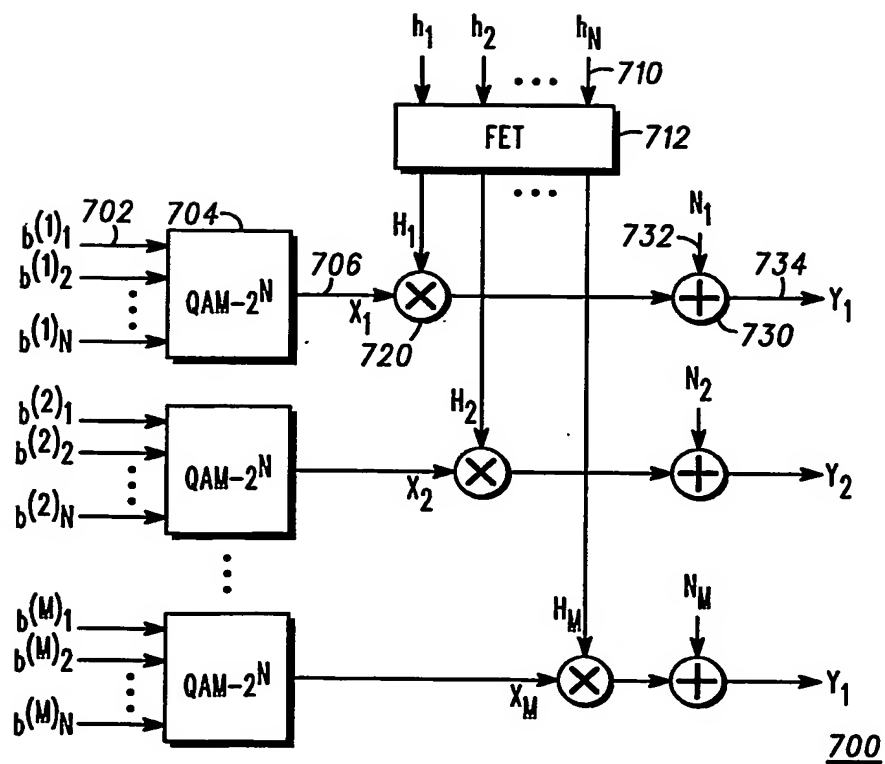 h1 h2 ••• hN 710
FET 712
•••
b(1)1 702 704
b(1)2
b(1)N
QAM-2N
706 X1
H1
720
N1
732
730
734 Y1
b(2)1
b(2)2
b(2)N
QAM-2N
X2
H2
N2
Y2
b(M)1
b(M)2
b(M)N
QAM-2N
XM
HM
NM
Y1
700